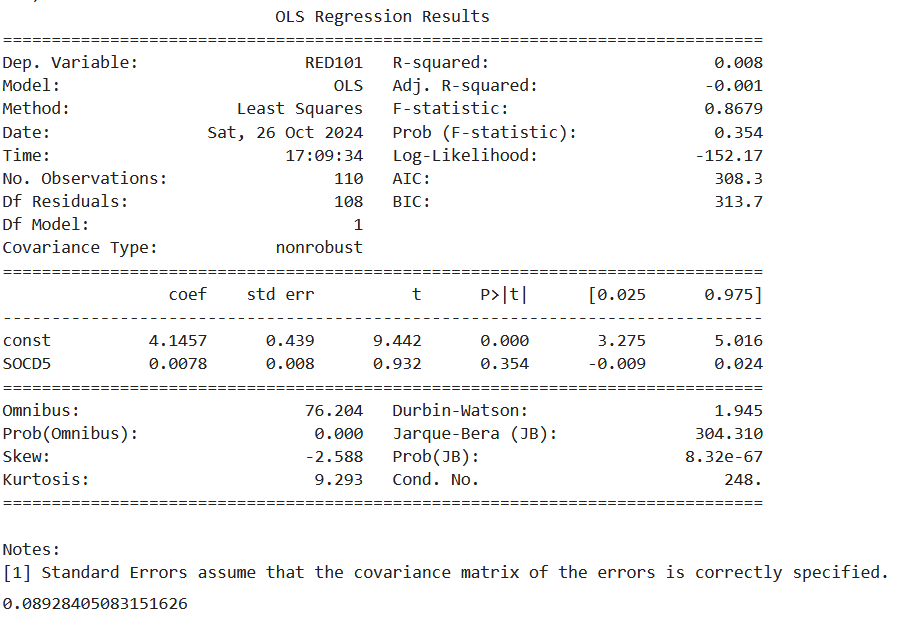 OLS Regression Results
==============================================================================
Dep. Variable: RED101 R-squared: 0.008
Model: OLS Adj. R-squared: -0.001
Method: Least Squares F-statistic: 0.8679
Date: Sat, 26 Oct 2024 Prob (F-statistic): 0.354
Time: 17:09:34 Log-Likelihood: -152.17
No. Observations: 110 AIC: 308.3
Df Residuals: 108 BIC: 313.7
Df Model: 1
Covariance Type: nonrobust
==============================================================================
coef std err t P>|t| [0.025 0.975]
------------------------------------------------------------------------------
const 4.1457 0.439 9.442 0.000 3.275 5.016
SOCD5 0.0078 0.008 0.932 0.354 -0.009 0.024
==============================================================================
Omnibus: 76.204 Durbin-Watson: 1.945
Prob(Omnibus): 0.000 Jarque-Bera (JB): 304.310
Skew: -2.588 Prob(JB): 8.32e-67
Kurtosis: 9.293 Cond. No. 248.
==============================================================================
Notes:
[1] Standard Errors assume that the covariance matrix of the errors is correctly specified.
0.08928405083151626